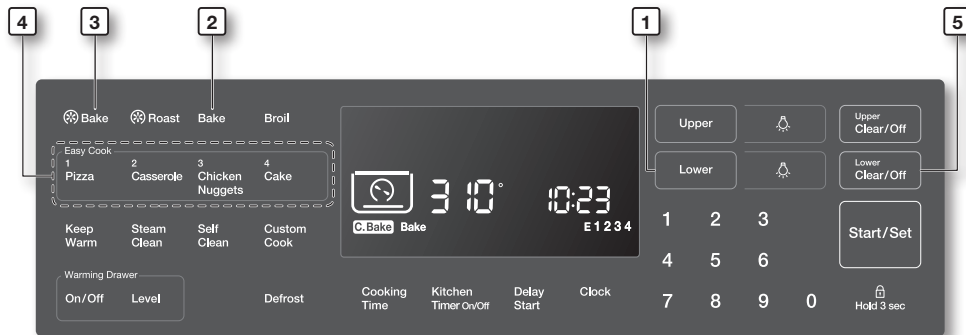 4
3
2
1
5
Bake
Roast
Bake
Broil
Easy Cook
1
Pizza
2
Casserole
3
Chicken
Nuggets
4
Cake
Keep
Warm
Steam
Clean
Self
Clean
Custom
Cook
Warming Drawer
On/Off
Level
Defrost
310°
10:23
C.Bake Bake
E1234
Cooking
Time
Kitchen
Timer On/Off
Delay
Start
Clock
Upper
Lower
Upper
Clear/Off
Lower
Clear/Off
1 2 3
4 5 6
7 8 9 0
Start/Set
Hold 3 sec